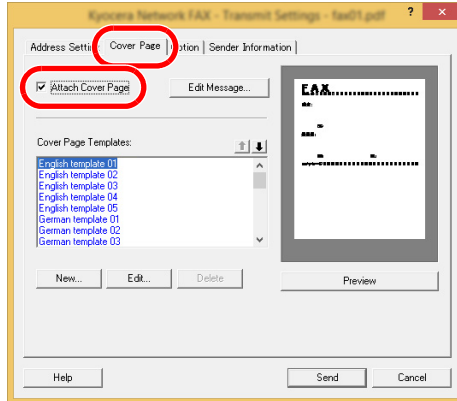 Kyocera Network FAX - Transmit Settings - fax01.pdf
? ×
Address Settin Cover Page ption Sender Information
Attach Cover Page Edit Message...
FAX
Cover Page Templates:
English template 01
English template 02
English template 03
English template 04
English template 05
German template 01
German template 02
German template 03
New... Edit... Delete Preview
Help Send Cancel